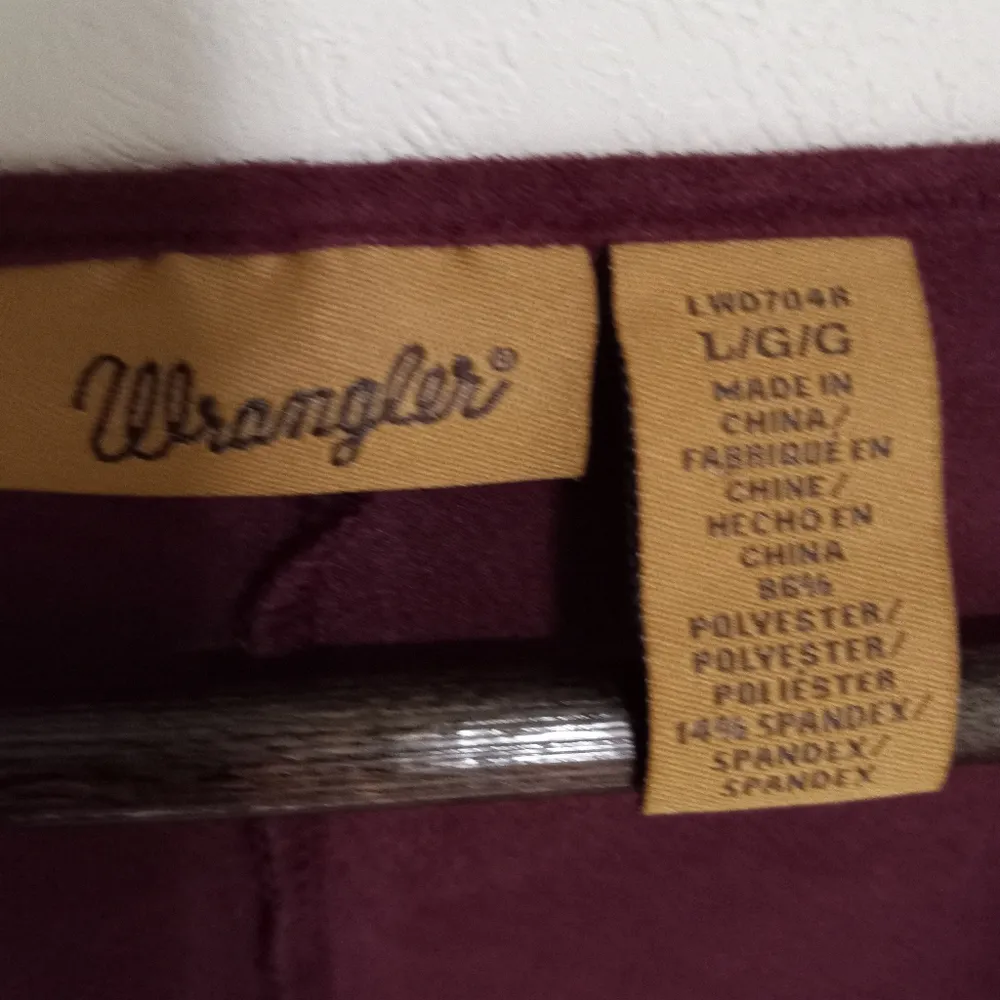 Wrangler®
LWD704R
L/G/G
MADE IN
CHINA/
FABRIQUÉ EN
CHINE/
HECHO EN
CHINA
86%
POLYESTER/
POLYESTER/
POLIÉSTER
14% SPANDEX/
SPANDEX/
SPANDEX